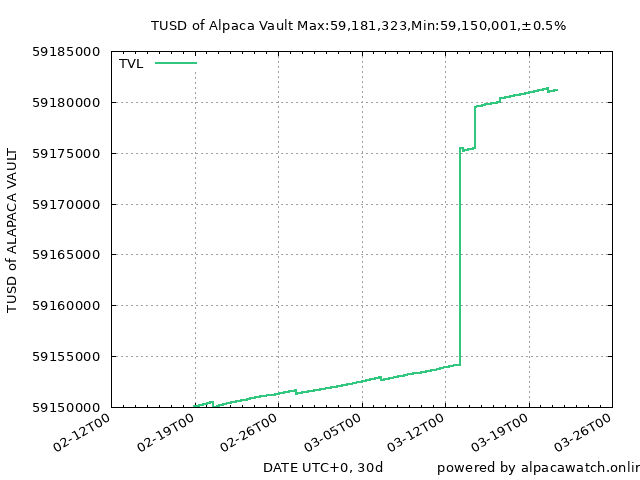 TUSD of Alpaca Vault Max:59,181,323,Min:59,150,001,±0.5%
TVL
59185000
59180000
59175000
59170000
59165000
59160000
59155000
59150000
TUSD of ALAPACA VAULT
02-12T00
02-19T00
02-26T00
03-05T00
03-12T00
03-19T00
03-26T00
DATE UTC+0, 30d
powered by alpacawatch.onlin